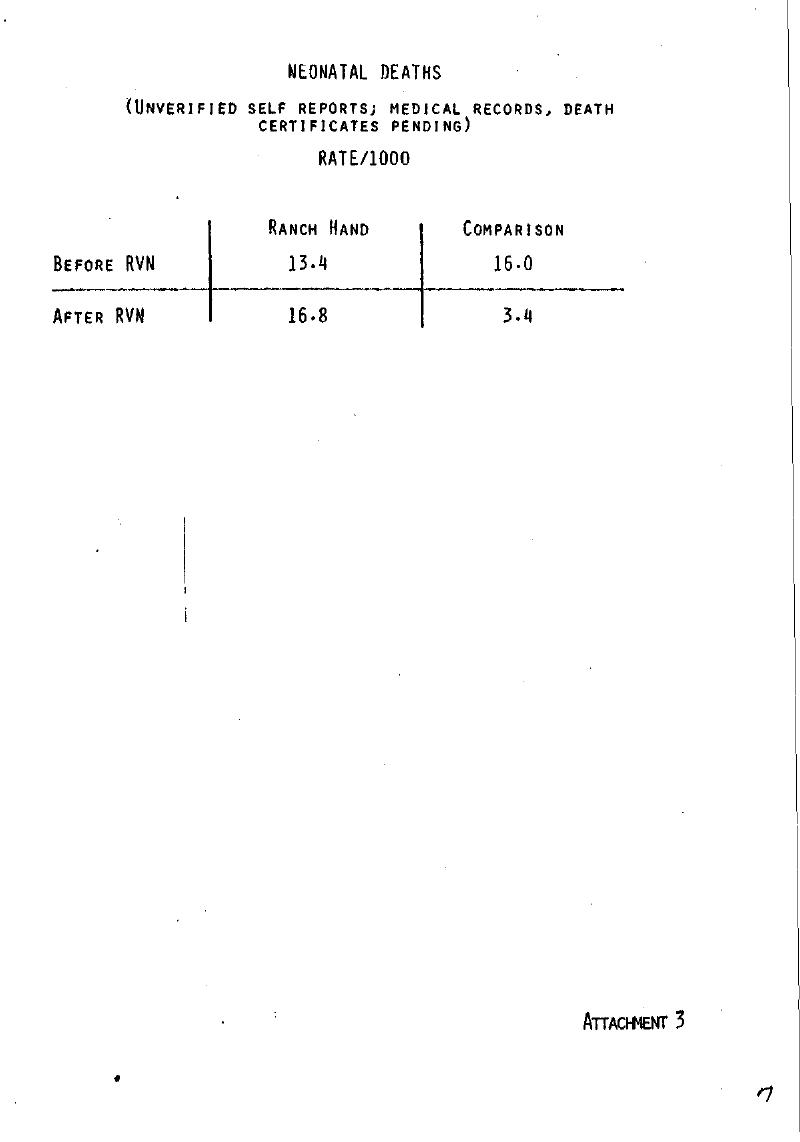 NEONATAL DEATHS
(UNVERIFIED SELF REPORTS; MEDICAL RECORDS, DEATH
CERTIFICATES PENDING)
RATE/1000
RANCH HAND COMPARISON
BEFORE RVN 13.4 16.0
AFTER RVN 16.8 3.4
ATTACHMENT 3
7